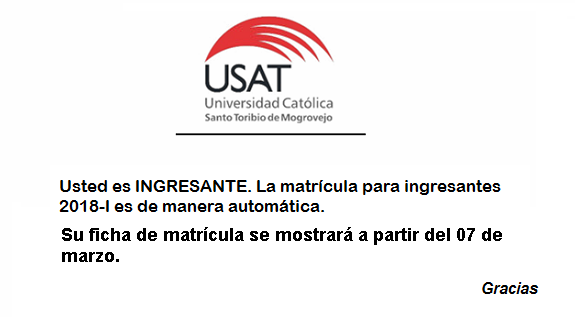 USAT
Universidad Católica
Santo Toribio de Mogrovejo
Usted es INGRESANTE. La matrícula para ingresantes
2018-I es de manera automática.
Su ficha de matrícula se mostrará a partir del 07 de
marzo.
Gracias